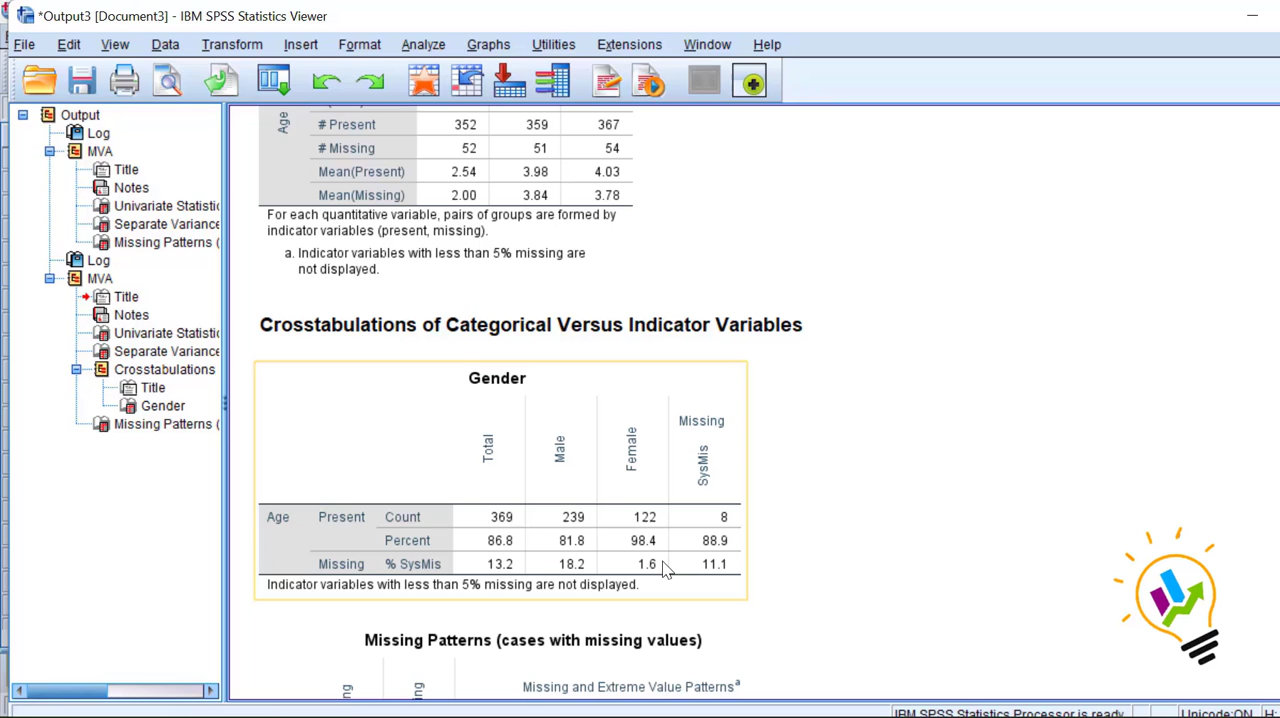 *Output3 [Document3] - IBM SPSS Statistics Viewer
File Edit View Data Transform Insert Format Analyze Graphs Utilities Extensions Window Help
Output
Log
MVA
Title
Notes
Univariate Statisti
Separate Variance
Missing Patterns (
Log
MVA
Title
Notes
Univariate Statisti
Separate Variance
Crosstabulations
Title
Gender
Missing Patterns (
Age # Present 352 359 367
# Missing 52 51 54
Mean(Present) 2.54 3.98 4.03
Mean(Missing) 2.00 3.84 3.78
For each quantitative variable, pairs of groups are formed by
indicator variables (present, missing).
a. Indicator variables with less than 5% missing are
not displayed.
Crosstabulations of Categorical Versus Indicator Variables
Gender
Missing
Total Male Female SysMis
Age Present Count 369 239 122 8
Percent 86.8 81.8 98.4 88.9
Missing % SysMis 13.2 18.2 1.6 11.1
Indicator variables with less than 5% missing are not displayed.
Missing Patterns (cases with missing values)
Missing and Extreme Value Patterns a
IBM SPSS Statistics Processor is ready Unicode:ON H: